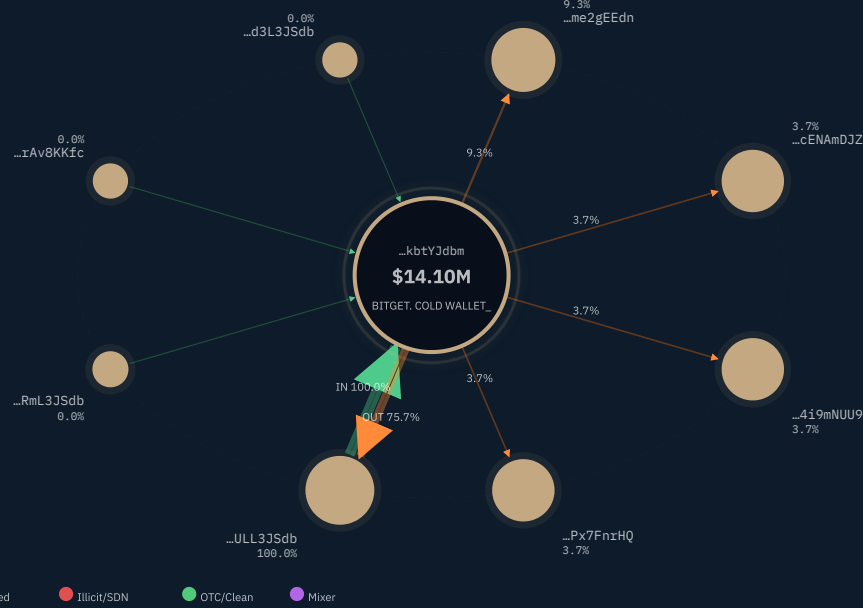 9.3%
…me2gEEdn
0.0%
…d3L3JSdb
3.7%
…cENAmDJZ
0.0%
…rAv8KKfc
9.3%
3.7%
…kbtYJdbm
$14.10M
BITGET. COLD WALLET_
3.7%
3.7%
IN 100.0%
OUT 75.7%
…RmL3JSdb
0.0%
…4i9mNUU9
3.7%
…ULL3JSdb
100.0%
…Px7FnrHQ
3.7%
ed
Illicit/SDN
OTC/Clean
Mixer